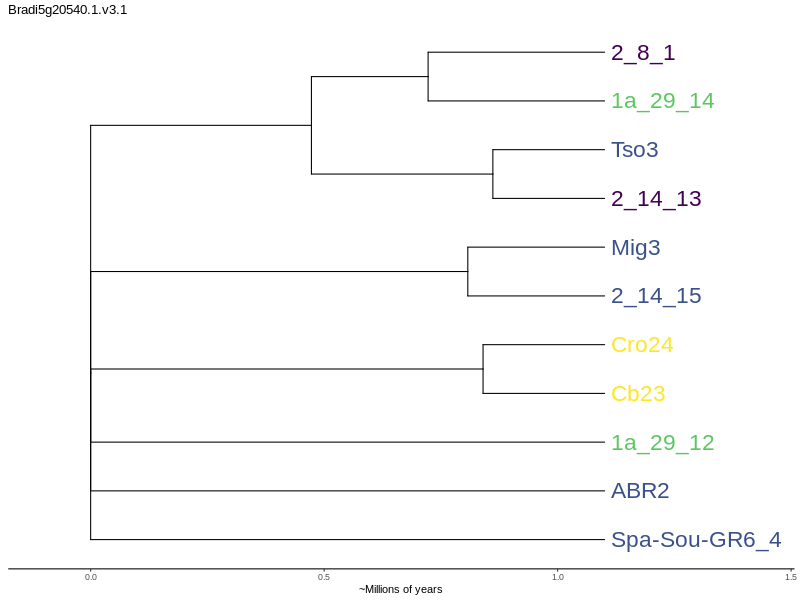 Bradi5g20540.1.v3.1
2_8_1
1a_29_14
Tso3
2_14_13
Mig3
2_14_15
Cro24
Cb23
1a_29_12
ABR2
Spa-Sou-GR6_4
0.0 0.5 1.0 1.5
~Millions of years